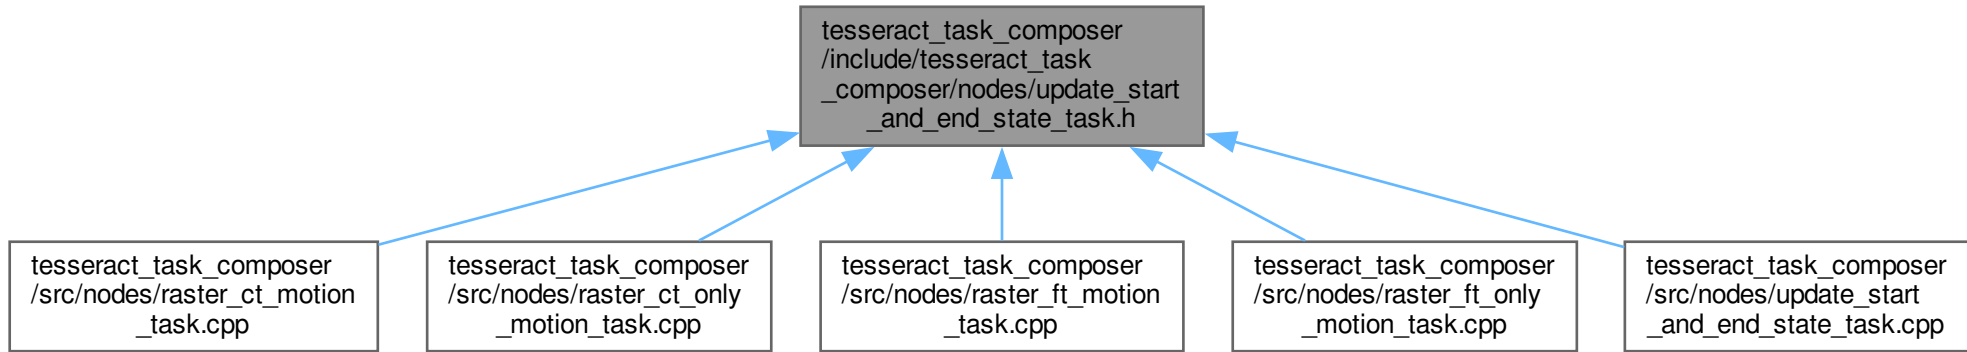 tesseract_task_composer
/include/tesseract_task
_composer/nodes/update_start
_and_end_state_task.h
tesseract_task_composer
/src/nodes/raster_ct_motion
_task.cpp
tesseract_task_composer
/src/nodes/raster_ct_only
_motion_task.cpp
tesseract_task_composer
/src/nodes/raster_ft_motion
_task.cpp
tesseract_task_composer
/src/nodes/raster_ft_only
_motion_task.cpp
tesseract_task_composer
/src/nodes/update_start
_and_end_state_task.cpp